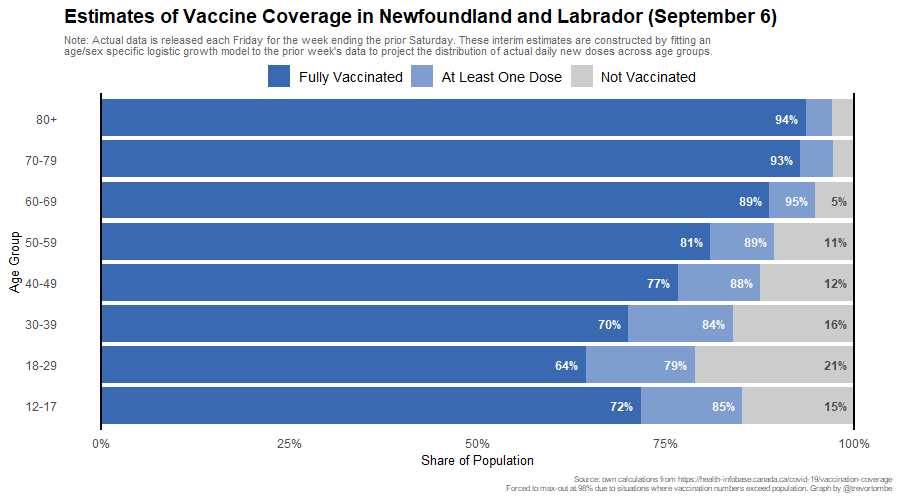 Estimates of Vaccine Coverage in Newfoundland and Labrador (September 6)
Note: Actual data is released each Friday for the week ending the prior Saturday. These interim estimates are constructed by fitting an
age/sex specific logistic growth model to the prior week's data to project the distribution of actual daily new doses across age groups.
Fully Vaccinated At Least One Dose Not Vaccinated
Age Group
80+ 94%
70-79 93%
60-69 89% 95% 5%
50-59 81% 89% 11%
40-49 77% 88% 12%
30-39 70% 84% 16%
18-29 64% 79% 21%
12-17 72% 85% 15%
0% 25% 50% 75% 100%
Share of Population
Source: own calculations from https://health-infobase.canada.ca/covid-19/vaccination-coverage
Forced to max-out at 98% due to situations where vaccination numbers exceed population. Graph by @trevortombe